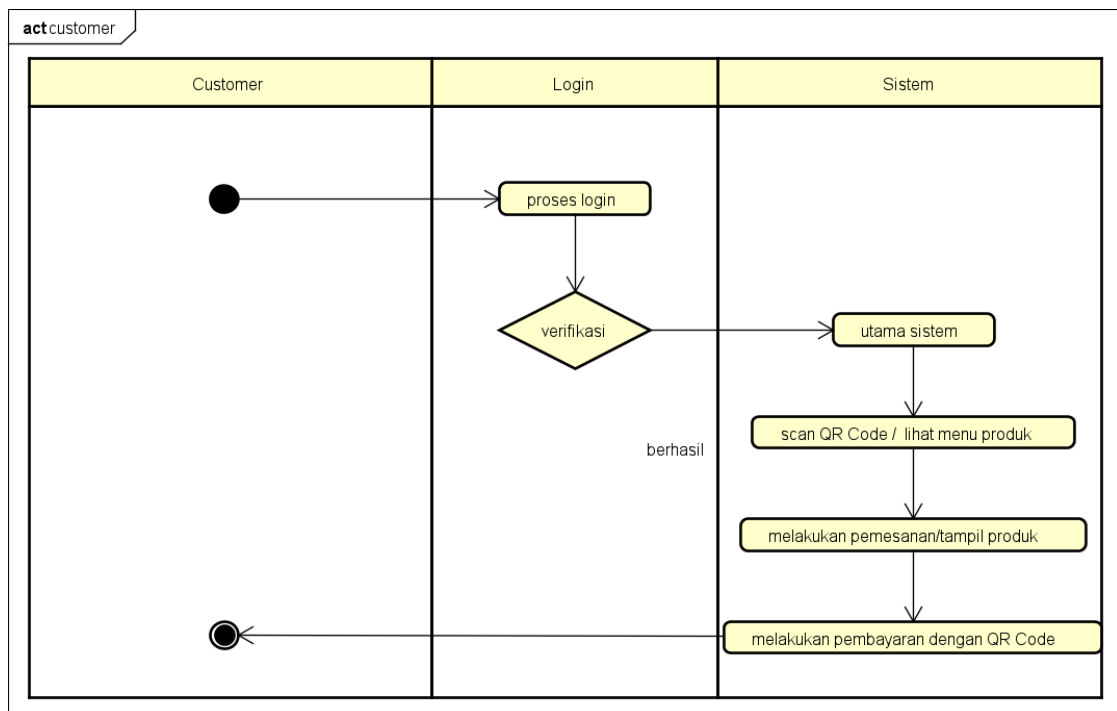 act customer
Customer
Login
Sistem
proses login
verifikasi
utama sistem
scan QR Code / lihat menu produk
berhasil
melakukan pemesanan/tampil produk
melakukan pembayaran dengan QR Code